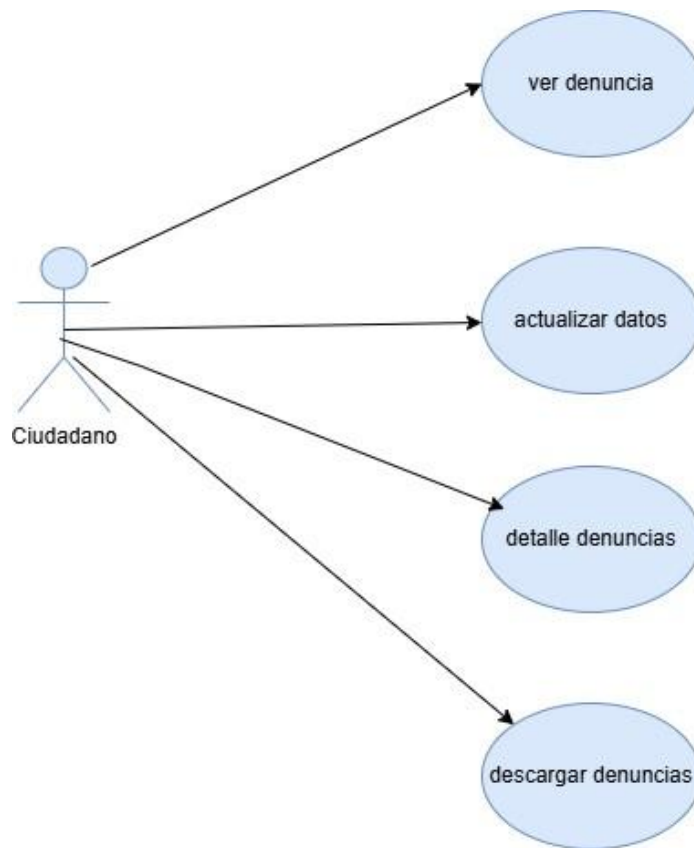 ver denuncia
actualizar datos
Ciudadano
detalle denuncias
descargar denuncias